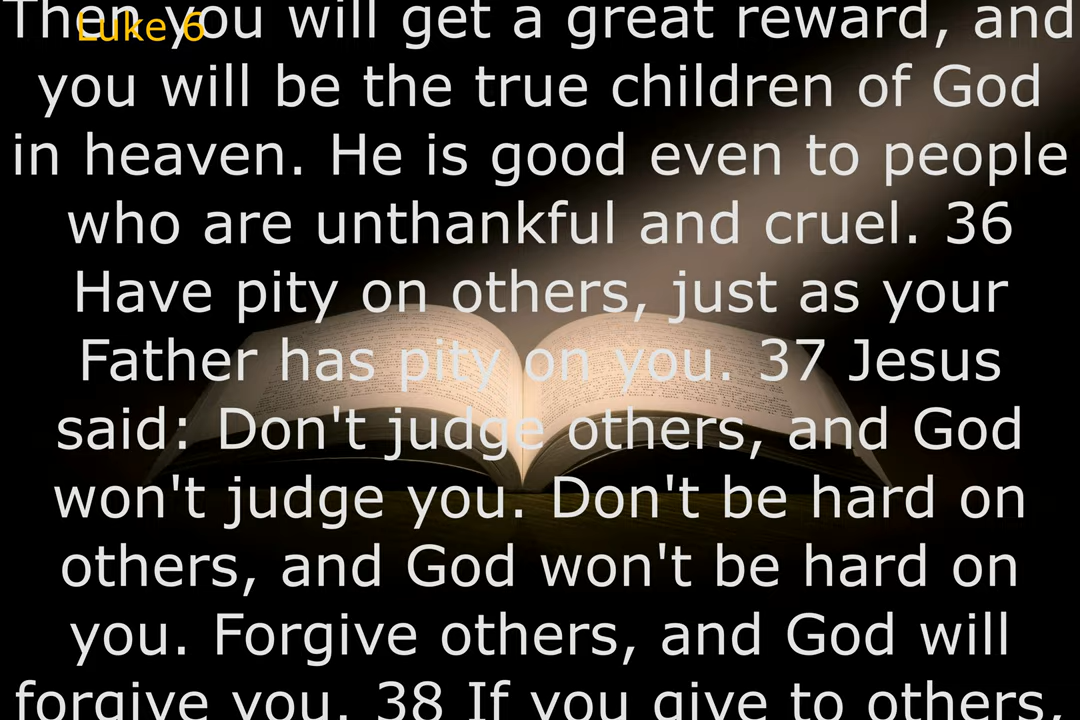 Luke 6
Then you will get a great reward, and
you will be the true children of God
in heaven. He is good even to people
who are unthankful and cruel. 36
Have pity on others, just as your
Father has pity on you. 37 Jesus
said: Don't judge others, and God
won't judge you. Don't be hard on
others, and God won't be hard on
you. Forgive others, and God will
forgive you. 38 If you give to others,